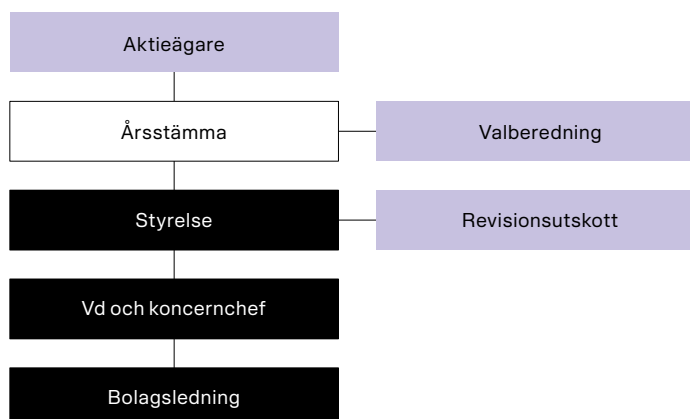 Aktieägare
Årsstämma
Valberedning
Styrelse
Revisionsutskott
Vd och koncernchef
Bolagsledning